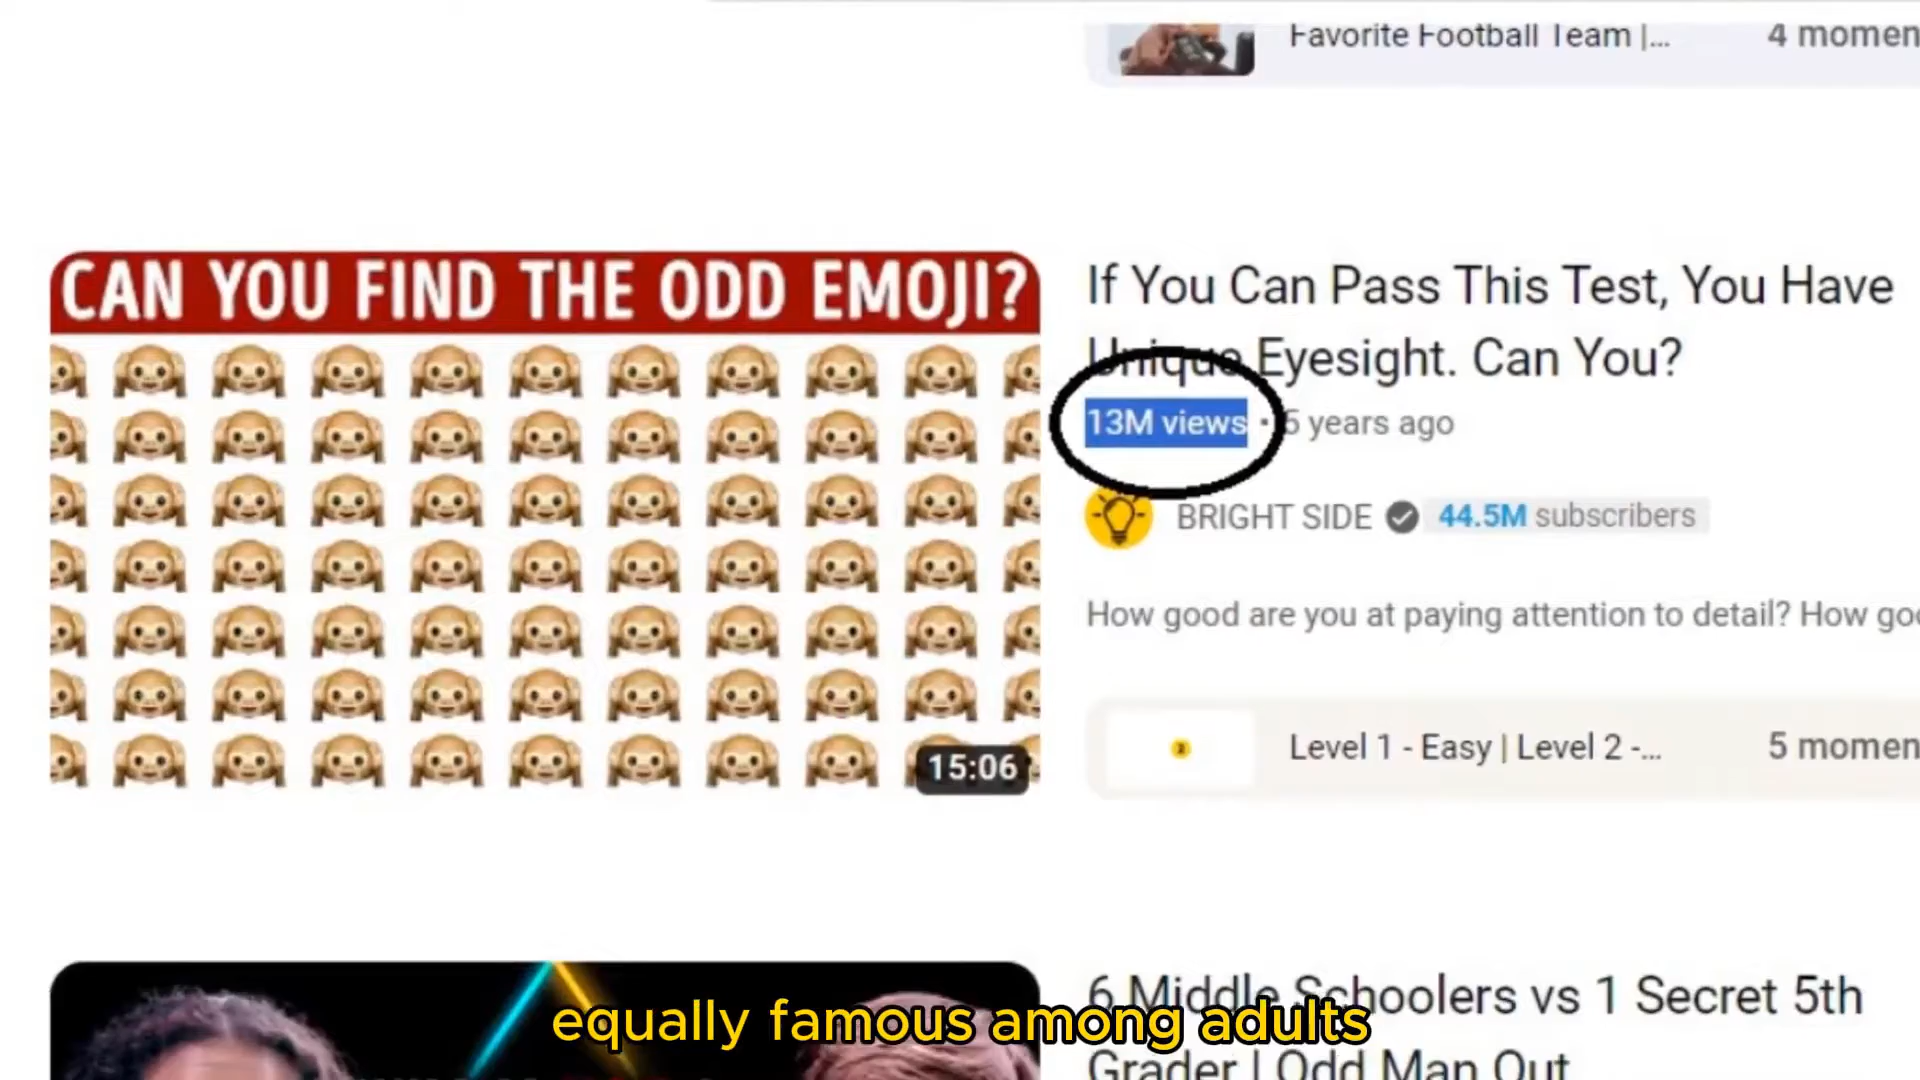 Favorite Football Team |...
4 momen
CAN YOU FIND THE ODD EMOJI?
15:06
If You Can Pass This Test, You Have
Unique Eyesight. Can You?
13M views • 5 years ago
BRIGHT SIDE 44.5M subscribers
How good are you at paying attention to detail? How go
Level 1 - Easy | Level 2 -...
5 momen
6 Middle Schoolers vs 1 Secret 5th
Grader | Odd Man Out
equally famous among adults